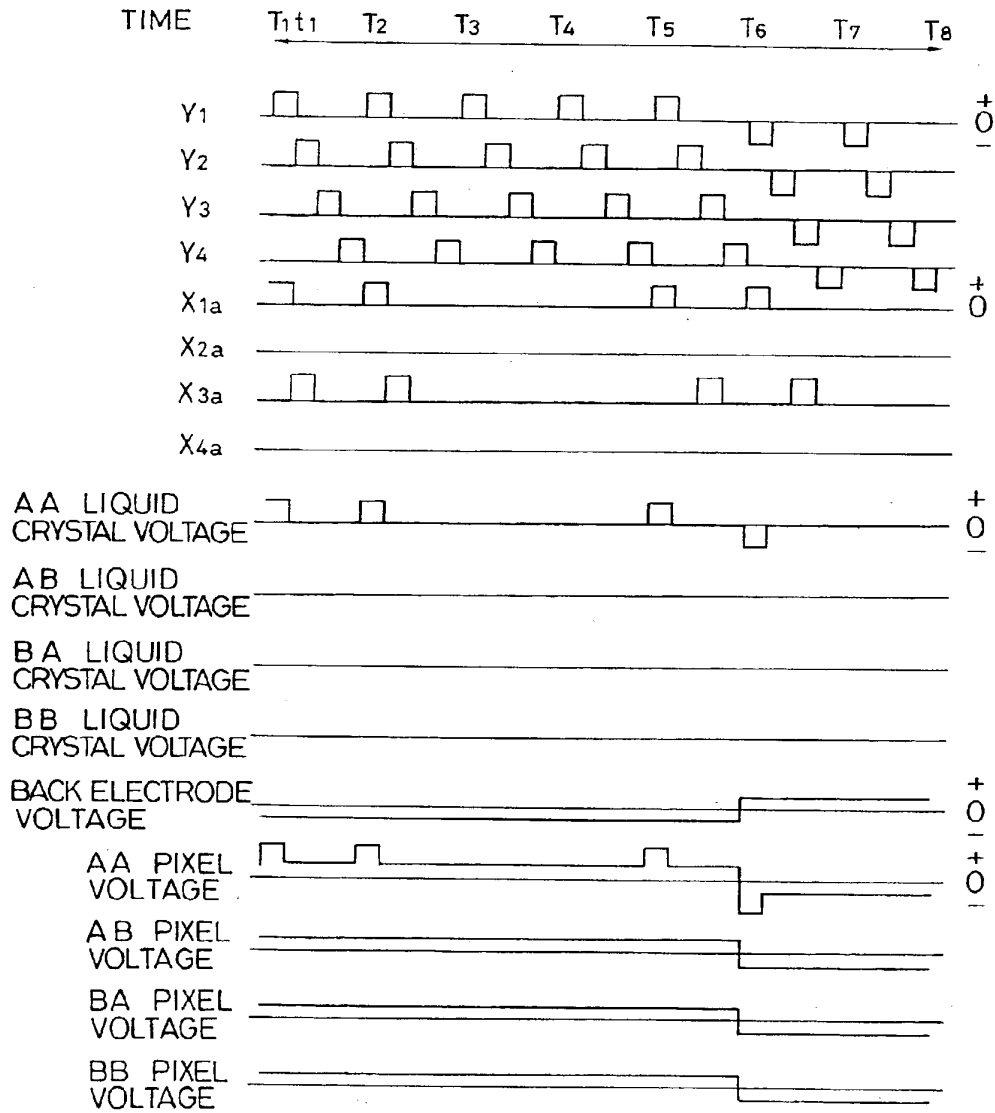 TIME T1 t1 T2 T3 T4 T5 T6 T7 T8
Y1 + 0 −
Y2
Y3
Y4
X1a + 0
X2a
X3a
X4a
AA LIQUID
CRYSTAL VOLTAGE + 0 −
AB LIQUID
CRYSTAL VOLTAGE
BA LIQUID
CRYSTAL VOLTAGE
BB LIQUID
CRYSTAL VOLTAGE
BACK ELECTRODE
VOLTAGE + 0 −
AA PIXEL
VOLTAGE + 0 −
AB PIXEL
VOLTAGE
BA PIXEL
VOLTAGE
BB PIXEL
VOLTAGE